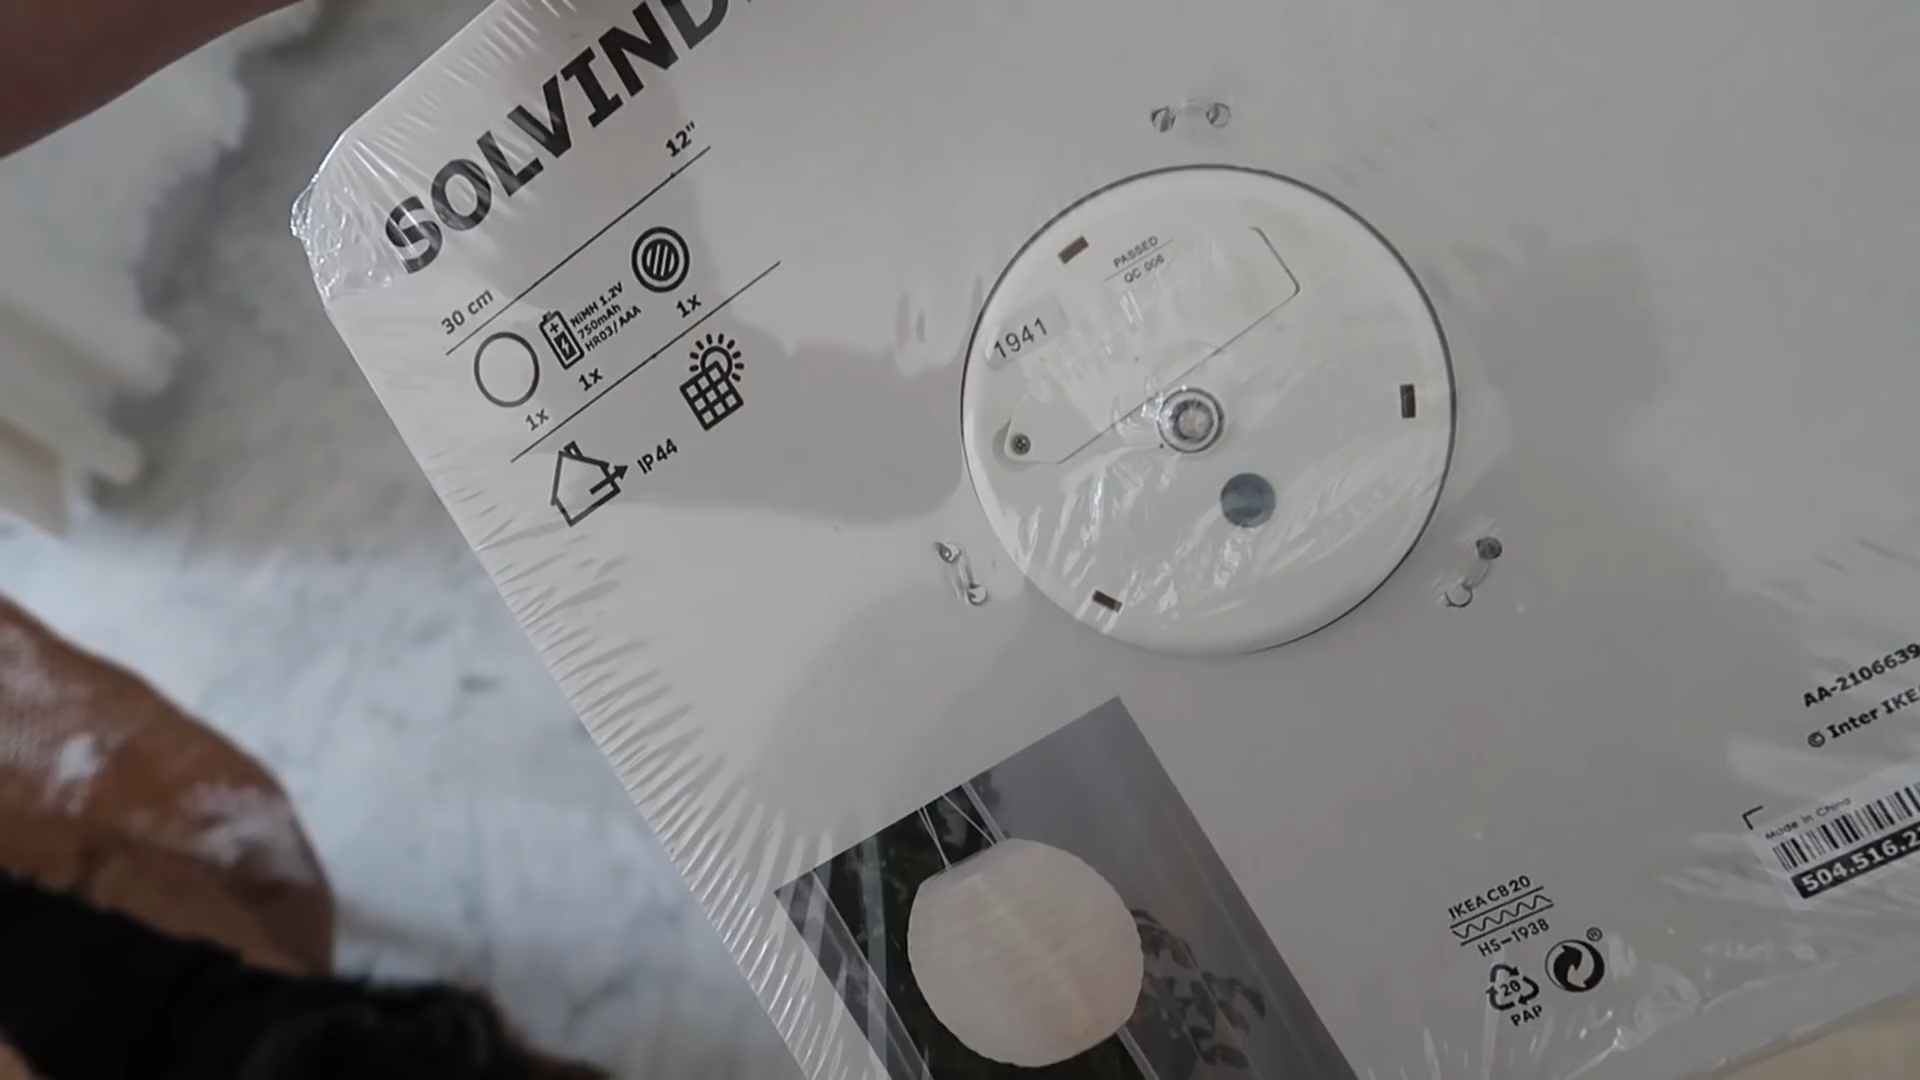 SOLVIND
30 cm 12"
NiMH 1.2V
750mAh
HR03/AAA
1x 1x 1x
IP44
PASSED
QC 006
1941
AA-2106639
© Inter IKEA
Made in China
504.516.2
IKEA CB20
HS-1938
20
PAP
®